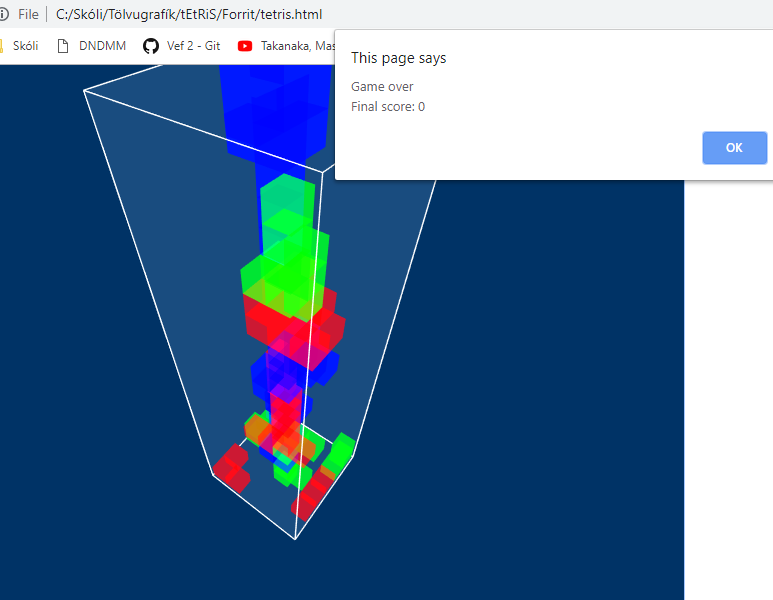 File C:/Skóli/Tölvugrafík/tEtRiS/Forrit/tetris.html
Skóli DNDMM Vef 2 - Git Takanaka, Mas
This page says
Game over
Final score: 0
OK